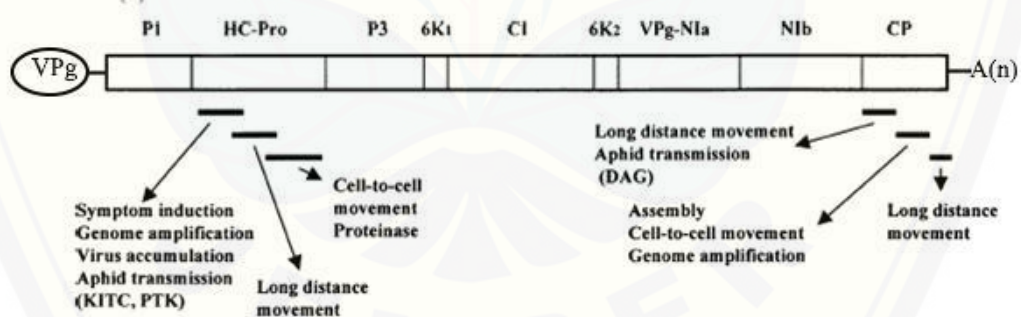 P1 HC-Pro P3 6K1 CI 6K2 VPg-NIa NIb CP
VPg
A(n)
Symptom induction
Genome amplification
Virus accumulation
Aphid transmission
(KITC, PTK)
Long distance
movement
Cell-to-cell
movement
Proteinase
Long distance movement
Aphid transmission
(DAG)
Assembly
Cell-to-cell movement
Genome amplification
Long distance
movement